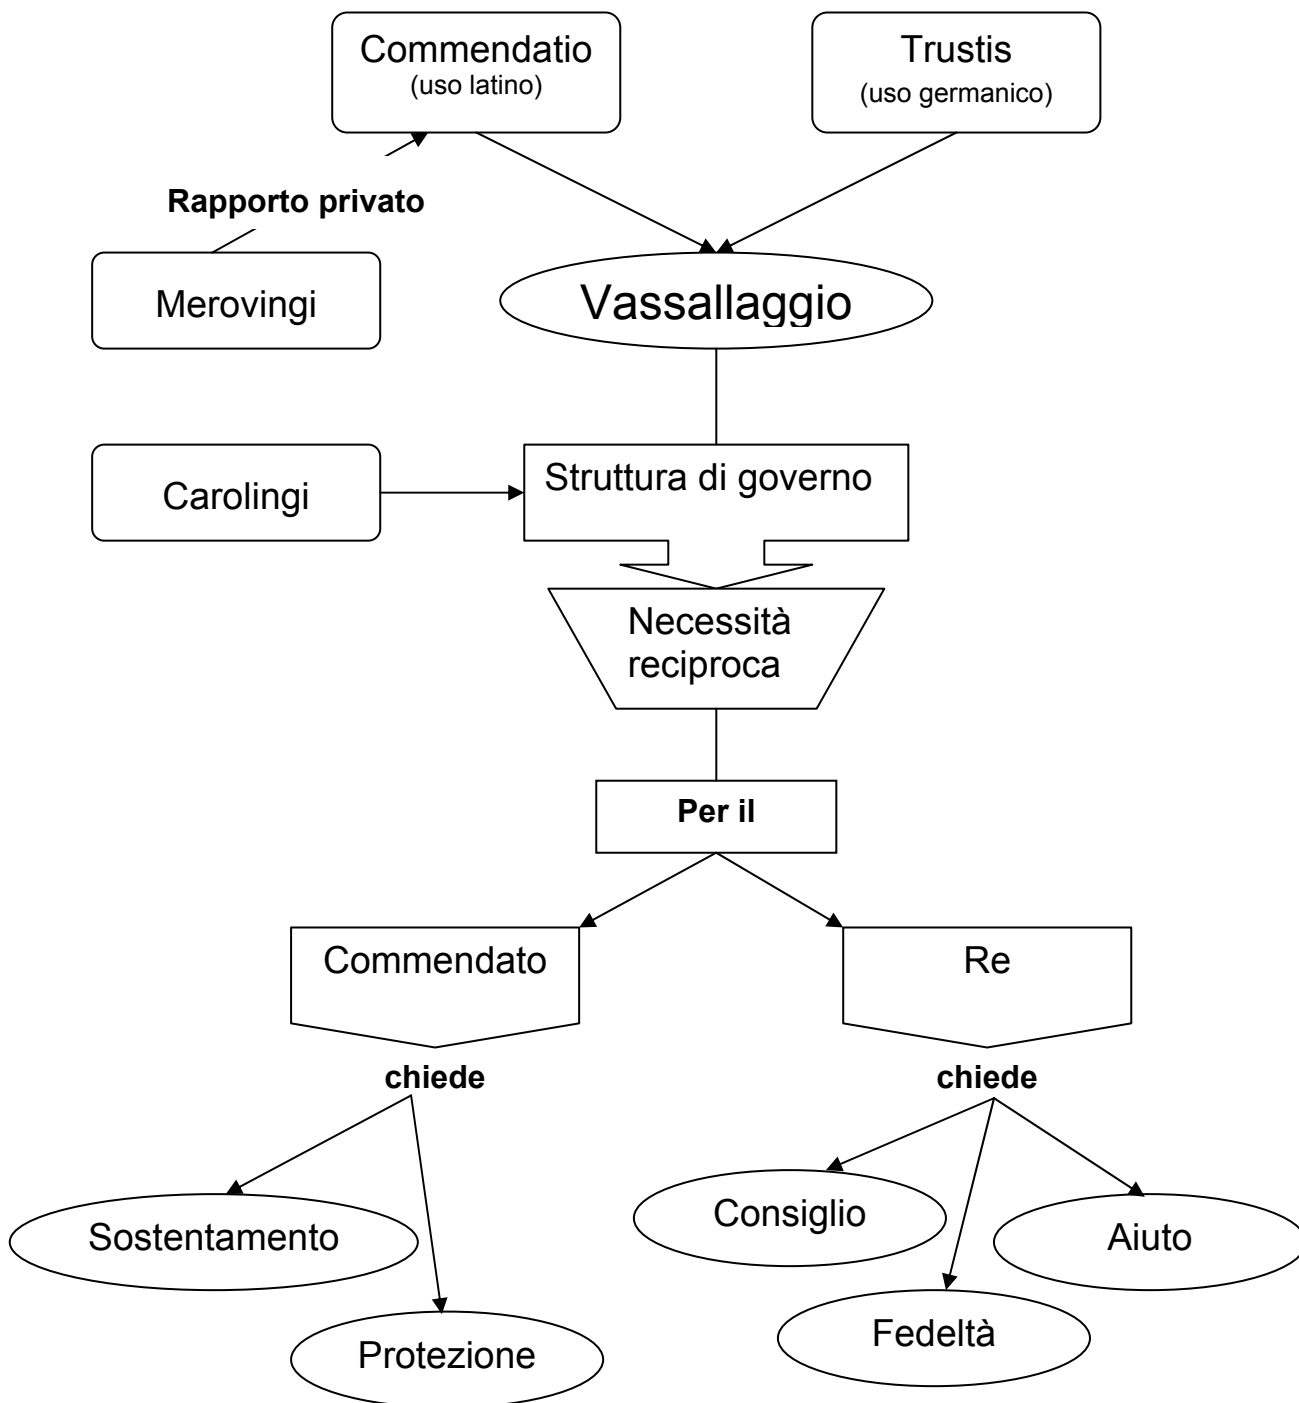 Commendatio
(uso latino)
Trustis
(uso germanico)
Rapporto privato
Merovingi
Vassallaggio
Carolingi
Struttura di governo
Necessità
reciproca
Per il
Commendato
Re
chiede
chiede
Sostentamento
Protezione
Consiglio
Fedeltà
Aiuto